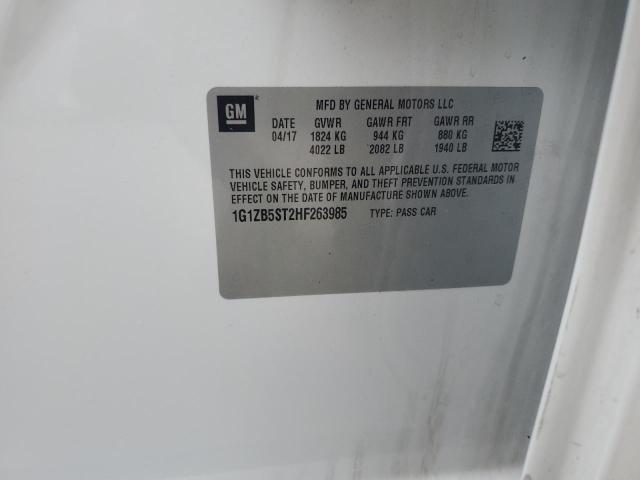 GM
MFD BY GENERAL MOTORS LLC
DATE GVWR GAWR FRT GAWR RR
04/17 1824 KG 944 KG 880 KG
4022 LB 2082 LB 1940 LB
THIS VEHICLE CONFORMS TO ALL APPLICABLE U.S. FEDERAL MOTOR
VEHICLE SAFETY, BUMPER, AND THEFT PREVENTION STANDARDS IN
EFFECT ON THE DATE OF MANUFACTURE SHOWN ABOVE.
1G1ZB5ST2HF263985 TYPE: PASS CAR